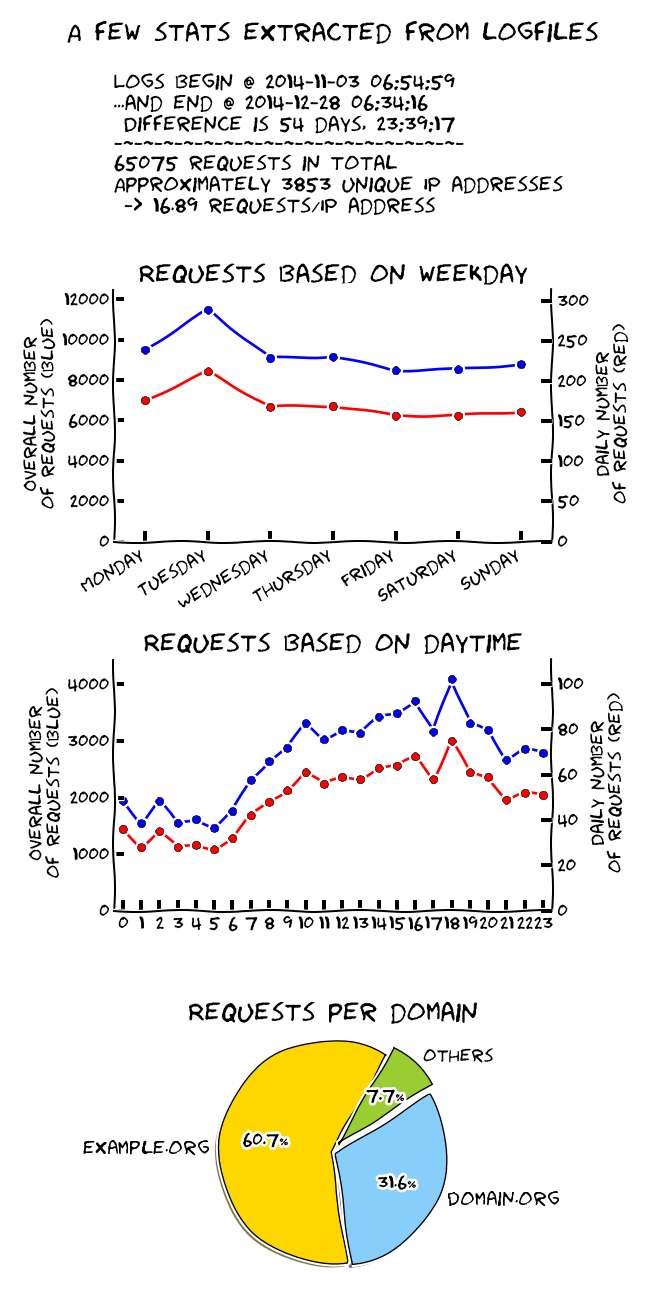 A FEW STATS EXTRACTED FROM LOGFILES
LOGS BEGIN @ 2014-11-03 06:54:59
...AND END @ 2014-12-28 06:34:16
DIFFERENCE IS 54 DAYS, 23:39:17
-~-~-~-~-~-~-~-~-~-~-~-~-~-~-~-~-~-
65075 REQUESTS IN TOTAL
APPROXIMATELY 3853 UNIQUE IP ADDRESSES
-> 16.89 REQUESTS/IP ADDRESS
REQUESTS BASED ON WEEKDAY
OVERALL NUMBER
OF REQUESTS (BLUE)
12000
10000
8000
6000
4000
2000
0
300
250
200
150
100
50
0
DAILY NUMBER
OF REQUESTS (RED)
MONDAY
TUESDAY
WEDNESDAY
THURSDAY
FRIDAY
SATURDAY
SUNDAY
REQUESTS BASED ON DAYTIME
OVERALL NUMBER
OF REQUESTS (BLUE)
4000
3000
2000
1000
0
100
80
60
40
20
0
DAILY NUMBER
OF REQUESTS (RED)
0 1 2 3 4 5 6 7 8 9 10 11 12 13 14 15 16 17 18 19 20 21 22 23
REQUESTS PER DOMAIN
OTHERS
7.7%
60.7%
EXAMPLE.ORG
31.6%
DOMAIN.ORG